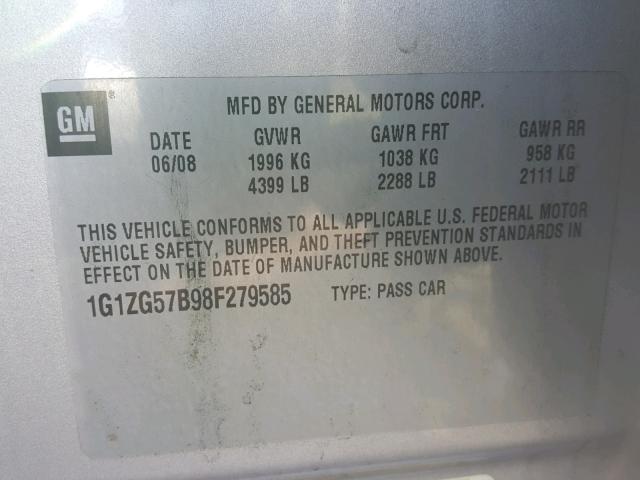 GM®
MFD BY GENERAL MOTORS CORP.
DATE GVWR GAWR FRT GAWR RR
06/08 1996 KG 1038 KG 958 KG
4399 LB 2288 LB 2111 LB
THIS VEHICLE CONFORMS TO ALL APPLICABLE U.S. FEDERAL MOTOR
VEHICLE SAFETY, BUMPER, AND THEFT PREVENTION STANDARDS IN
EFFECT ON THE DATE OF MANUFACTURE SHOWN ABOVE.
1G1ZG57B98F279585 TYPE: PASS CAR